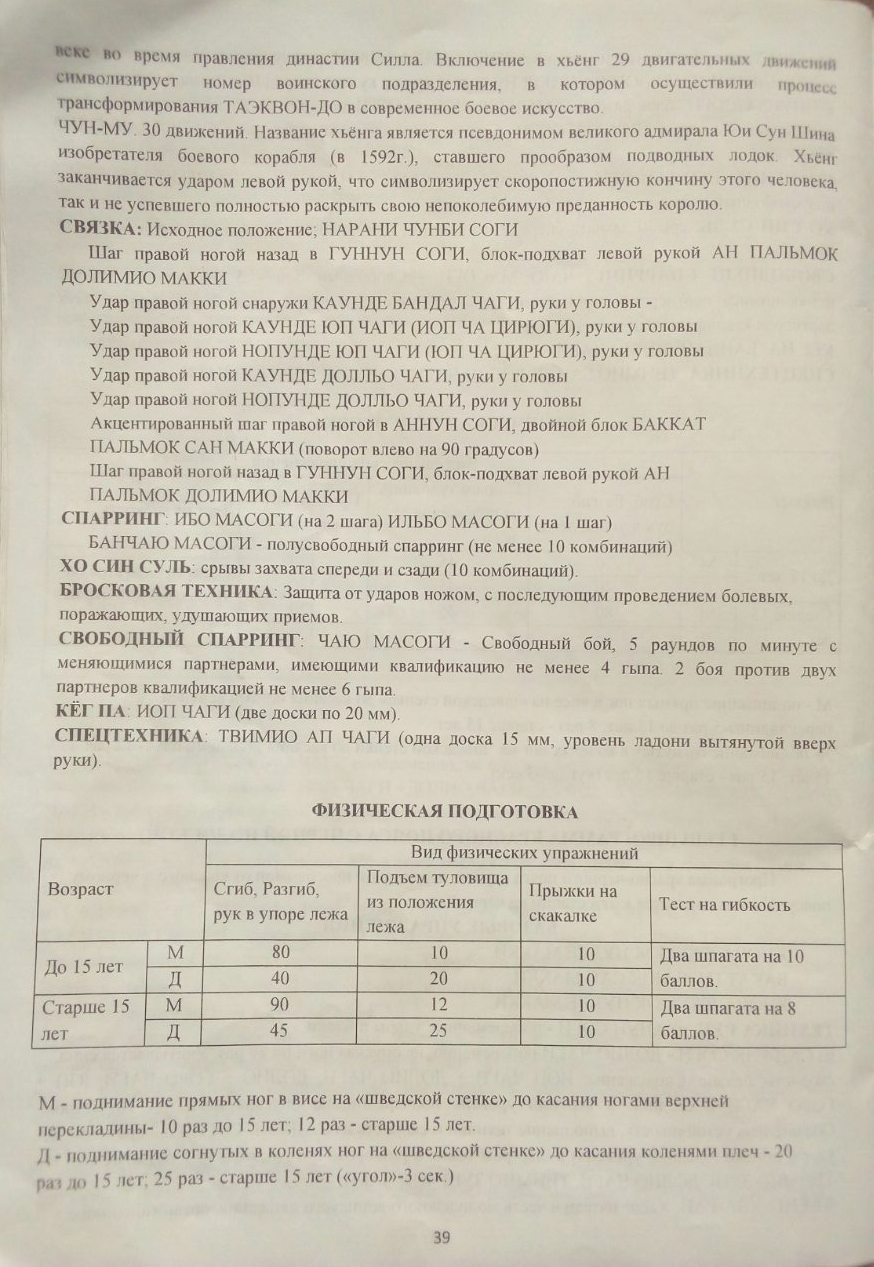 веке во время правления династии Силла. Включение в хьёнг 29 двигательных движений
символизирует номер воинского подразделения, в котором осуществили процесс
трансформирования ТАЭКВОН-ДО в современное боевое искусство.
ЧУН-МУ. 30 движений. Название хьёнга является псевдонимом великого адмирала Юи Сун Шина
изобретателя боевого корабля (в 1592г.), ставшего прообразом подводных лодок. Хьёнг
заканчивается ударом левой рукой, что символизирует скоропостижную кончину этого человека,
так и не успевшего полностью раскрыть свою непоколебимую преданность королю.
СВЯЗКА: Исходное положение; НАРАНИ ЧУНБИ СОГИ
Шаг правой ногой назад в ГУННУН СОГИ, блок-подхват левой рукой АН ПАЛЬМОК
ДОЛИМИО МАККИ
Удар правой ногой снаружи КАУНДЕ БАНДАЛ ЧАГИ, руки у головы -
Удар правой ногой КАУНДЕ ЮП ЧАГИ (ИОП ЧА ЦИРЮГИ), руки у головы
Удар правой ногой НОПУНДЕ ЮП ЧАГИ (ЮП ЧА ЦИРЮГИ), руки у головы
Удар правой ногой КАУНДЕ ДОЛЛЬО ЧАГИ, руки у головы
Удар правой ногой НОПУНДЕ ДОЛЛЬО ЧАГИ, руки у головы
Акцентированный шаг правой ногой в АННУН СОГИ, двойной блок БАККАТ
ПАЛЬМОК САН МАККИ (поворот влево на 90 градусов)
Шаг правой ногой назад в ГУННУН СОГИ, блок-подхват левой рукой АН
ПАЛЬМОК ДОЛИМИО МАККИ
СПАРРИНГ: ИБО МАСОГИ (на 2 шага) ИЛЬБО МАСОГИ (на 1 шаг)
БАНЧАЮ МАСОГИ - полусвободный спарринг (не менее 10 комбинаций)
ХО СИН СУЛЬ: срывы захвата спереди и сзади (10 комбинаций).
БРОСКОВАЯ ТЕХНИКА: Защита от ударов ножом, с последующим проведением болевых,
поражающих, удушающих приемов.
СВОБОДНЫЙ СПАРРИНГ: ЧАЮ МАСОГИ - Свободный бой, 5 раундов по минуте с
меняющимися партнерами, имеющими квалификацию не менее 4 гыпа. 2 боя против двух
партнеров квалификацией не менее 6 гыпа.
КЁГ ПА: ИОП ЧАГИ (две доски по 20 мм).
СПЕЦТЕХНИКА: ТВИМИО АП ЧАГИ (одна доска 15 мм, уровень ладони вытянутой вверх
руки).
ФИЗИЧЕСКАЯ ПОДГОТОВКА
Возраст Вид физических упражнений
Сгиб, Разгиб, рук в упоре лежа Подъем туловища из положения лежа Прыжки на скакалке Тест на гибкость
До 15 лет М 80 10 10 Два шпагата на 10 баллов.
Д 40 20 10
Старше 15 лет М 90 12 10 Два шпагата на 8 баллов.
Д 45 25 10
М - поднимание прямых ног в висе на «шведской стенке» до касания ногами верхней
перекладины- 10 раз до 15 лет; 12 раз - старше 15 лет.
Д - поднимание согнутых в коленях ног на «шведской стенке» до касания коленями плеч - 20
раз до 15 лет; 25 раз - старше 15 лет («угол»-3 сек.)
39